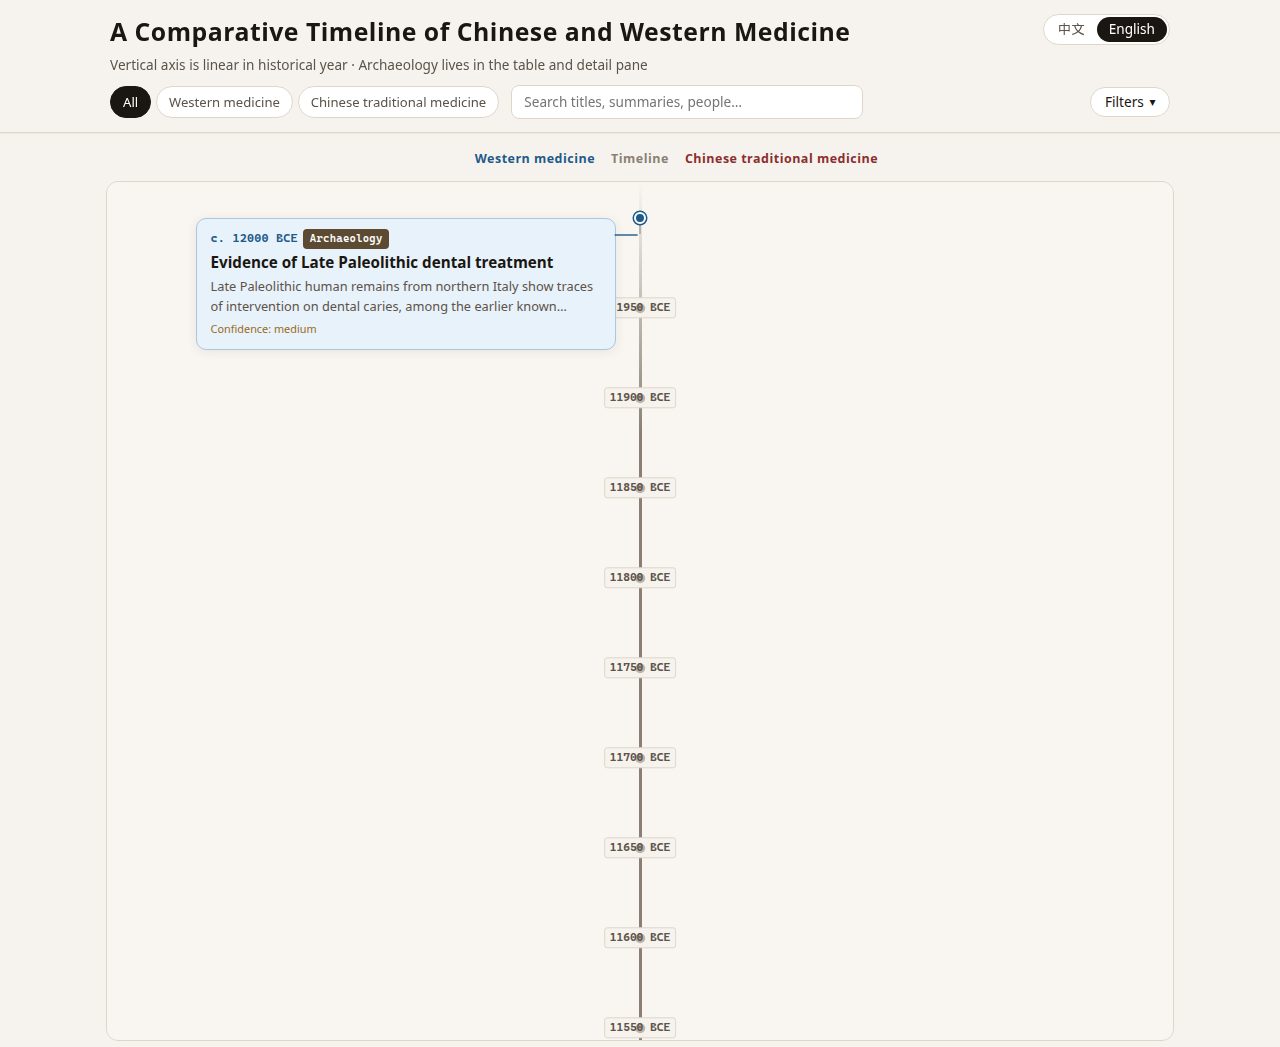 A Comparative Timeline of Chinese and Western Medicine
中文 English
Vertical axis is linear in historical year · Archaeology lives in the table and detail pane
All Western medicine Chinese traditional medicine Search titles, summaries, people… Filters ▾
Western medicine Timeline Chinese traditional medicine
c. 12000 BCE Archaeology
Evidence of Late Paleolithic dental treatment
Late Paleolithic human remains from northern Italy show traces
of intervention on dental caries, among the earlier known…
Confidence: medium
1950 BCE
11900 BCE
11850 BCE
11800 BCE
11750 BCE
11700 BCE
11650 BCE
11600 BCE
11550 BCE